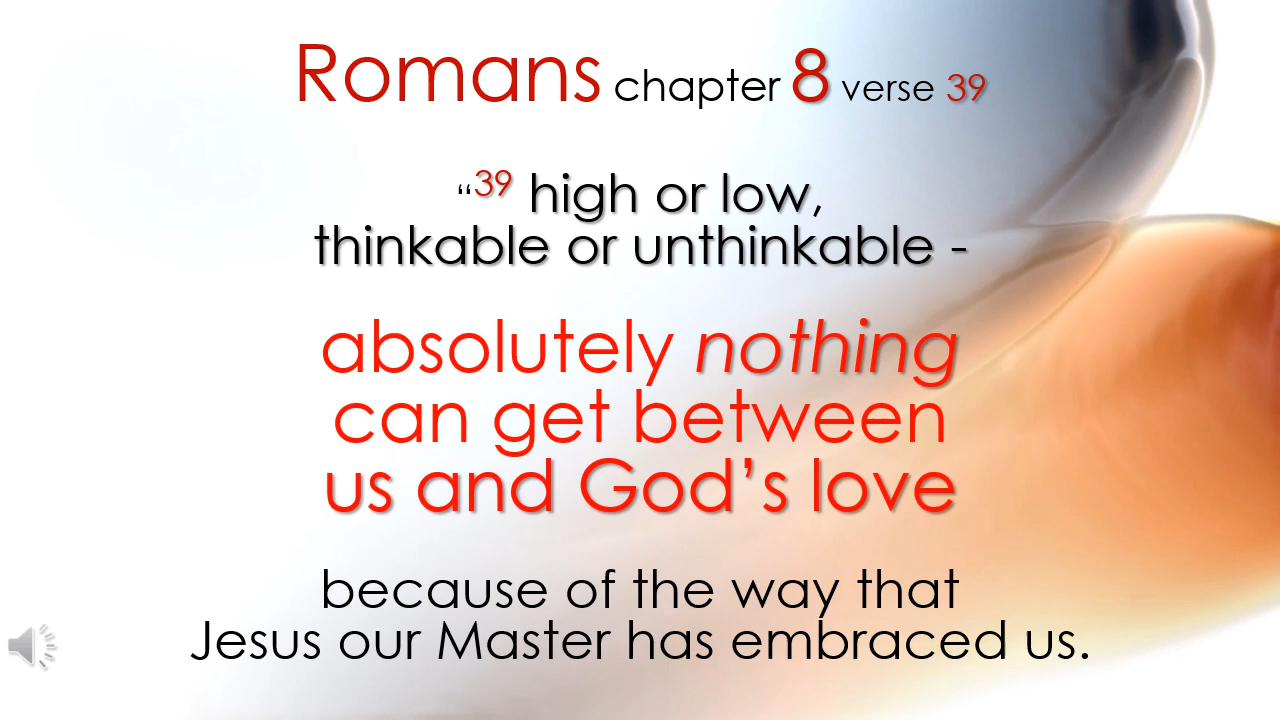 Romans chapter 8 verse 39
“39 high or low,
thinkable or unthinkable -
absolutely nothing
can get between
us and God’s love
because of the way that
Jesus our Master has embraced us.